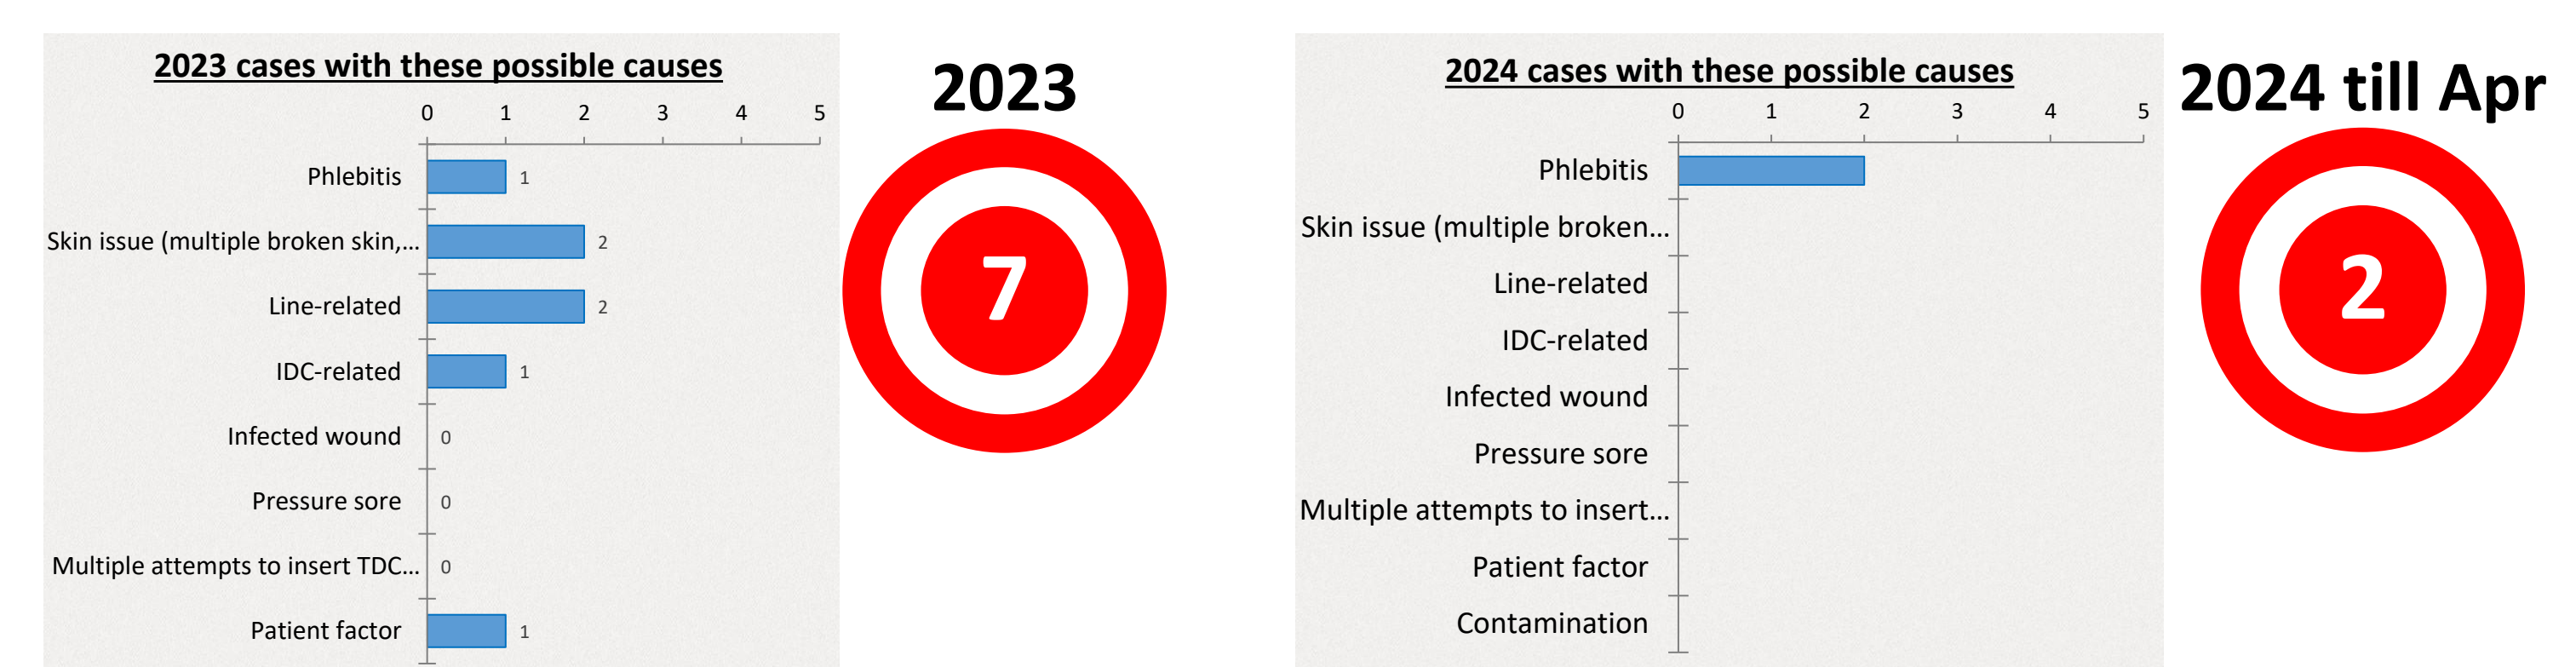 2023 cases with these possible causes
0 1 2 3 4 5
Phlebitis 1
Skin issue (multiple broken skin,... 2
Line-related 2
IDC-related 1
Infected wound 0
Pressure sore 0
Multiple attempts to insert TDC... 0
Patient factor 1
2023
7
2024 cases with these possible causes
0 1 2 3 4 5
Phlebitis
Skin issue (multiple broken...
Line-related
IDC-related
Infected wound
Pressure sore
Multiple attempts to insert...
Patient factor
Contamination
2024 till Apr
2